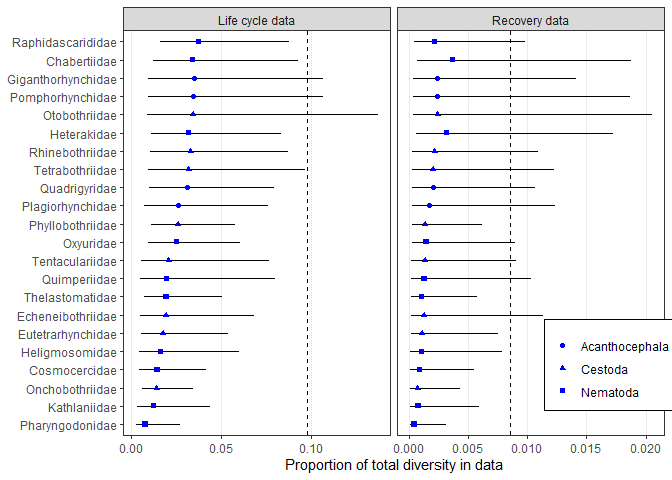 Life cycle data
Recovery data
Raphidascarididae
Chabertiidae
Giganthorhynchidae
Pomphorhynchidae
Otobothriidae
Heterakidae
Rhinebothriidae
Tetrabothriidae
Quadrigyridae
Plagiorhynchidae
Phyllobothriidae
Oxyuridae
Tentaculariidae
Quimperiidae
Thelastomatidae
Echeneibothriidae
Eutetrarhynchidae
Heligmosomidae
Cosmocercidae
Onchobothriidae
Kathlaniidae
Pharyngodonidae
Acanthocephala
Cestoda
Nematoda
0.00 0.05 0.10 0.000 0.005 0.010 0.015 0.020
Proportion of total diversity in data